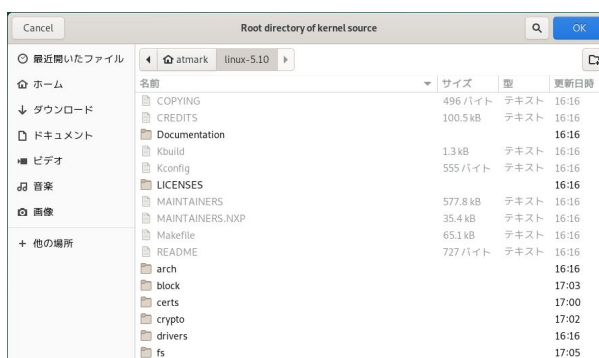 Cancel Root directory of kernel source OK
最近開いたファイル atmark linux-5.10
ホーム 名前 サイズ 型 更新日時
COPYING 496 バイト テキスト 16:16
ダウンロード CREDITS 100.5 kB テキスト 16:16
ドキュメント Documentation 16:16
Kbuild 1.3 kB テキスト 16:16
ビデオ Kconfig 555 バイト テキスト 16:16
音楽 LICENSES 16:16
MAINTAINERS 577.8 kB テキスト 16:16
画像 MAINTAINERS.NXP 35.4 kB テキスト 16:16
Makefile 65.1 kB テキスト 16:16
+ 他の場所 README 727 バイト テキスト 16:16
arch 16:16
block 17:03
certs 17:00
crypto 17:02
drivers 16:16
fs 17:05